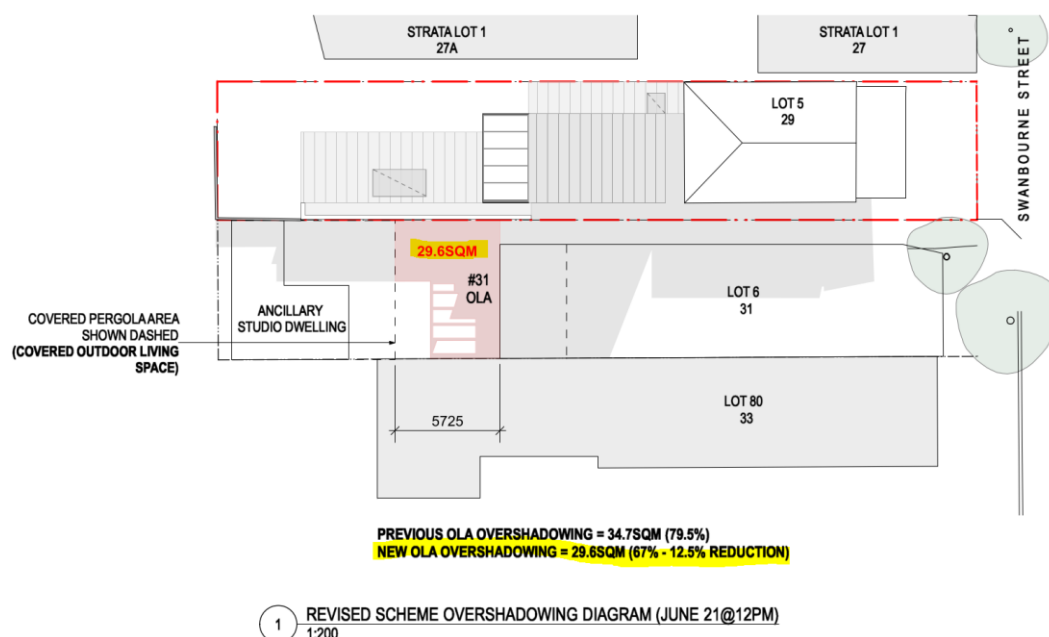 STRATA LOT 1
27A
STRATA LOT 1
27
SWANBOURNE STREET
LOT 5
29
29.6SQM
#31
OLA
ANCILLARY
STUDIO DWELLING
LOT 6
31
COVERED PERGOLA AREA
SHOWN DASHED
(COVERED OUTDOOR LIVING
SPACE)
5725
LOT 80
33
PREVIOUS OLA OVERSHADOWING = 34.7SQM (79.5%)
NEW OLA OVERSHADOWING = 29.6SQM (67% - 12.5% REDUCTION)
1
REVISED SCHEME OVERSHADOWING DIAGRAM (JUNE 21@12PM)
1:200